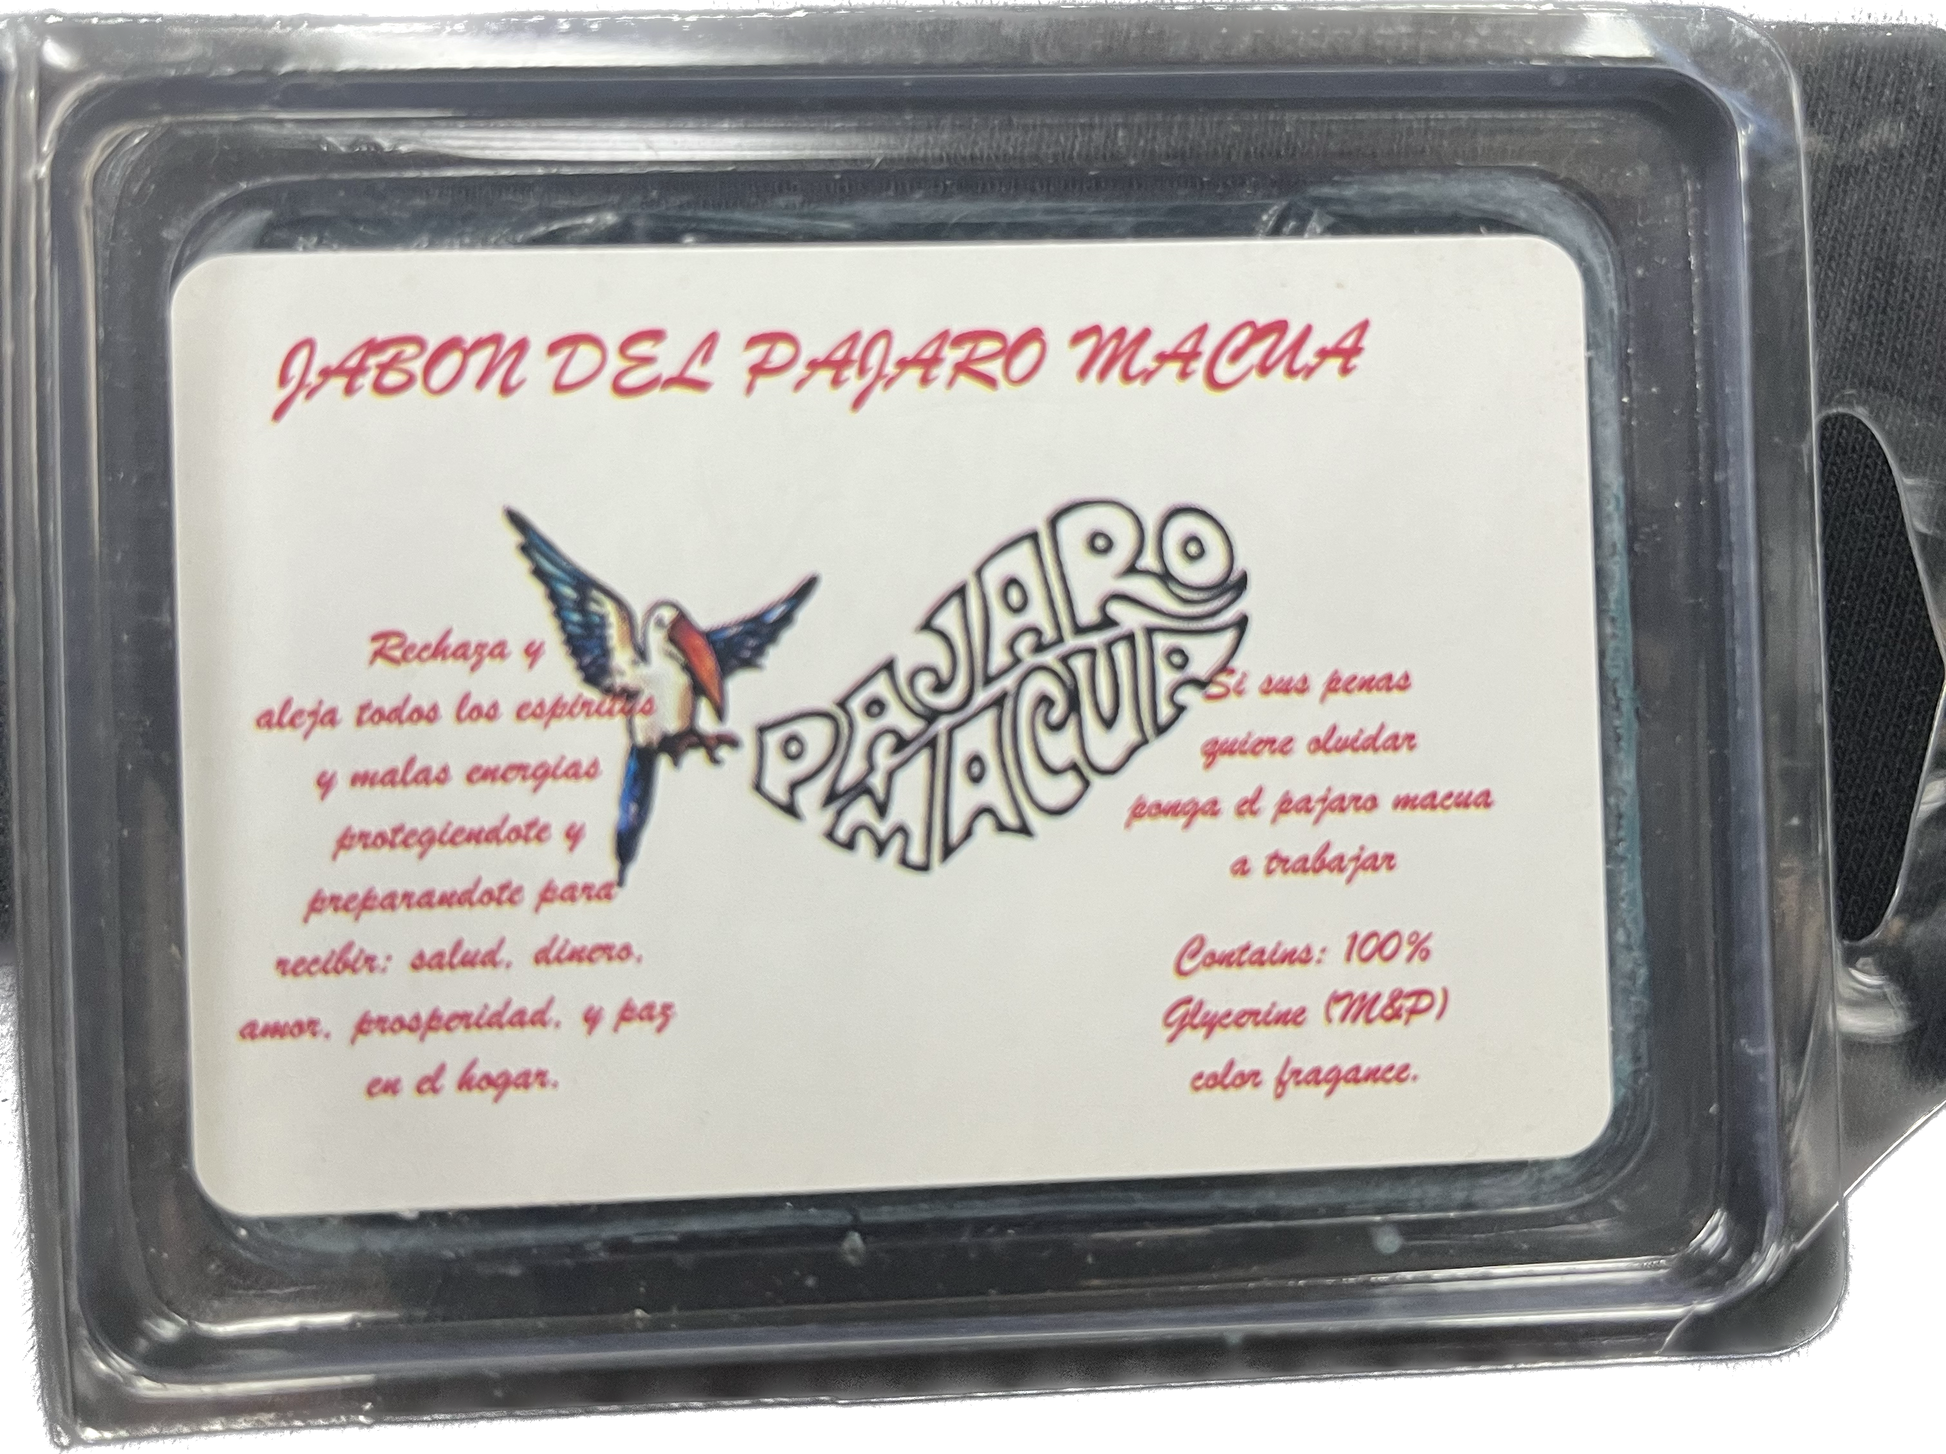 JABON DEL PAJARO MACUA
PAJARO
MACUA
Rechaza y
aleja todos los espíritus
y malas energias
protegiendote y
preparandote para
recibir: salud, dinero,
amor, prosperidad, y paz
en el hogar.
Si sus penas
quiere olvidar
ponga el pajaro macua
a trabajar
Contains: 100%
Glycerine (M&P)
color fragance.